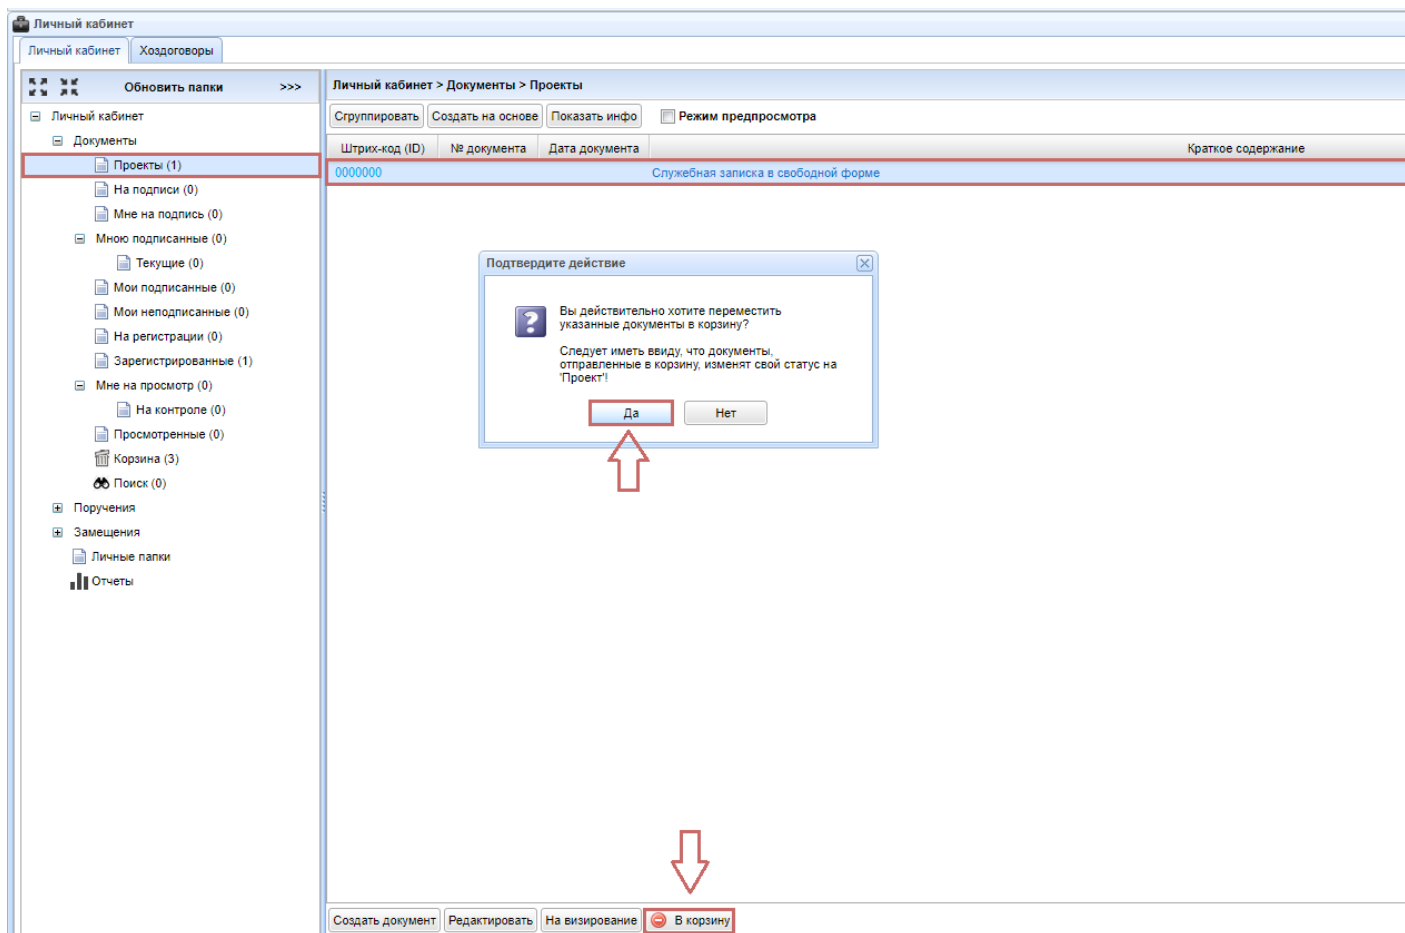 Личный кабинет
Личный кабинет Хоздоговоры
Обновить папки >>>
Личный кабинет
Документы
Проекты (1)
На подписи (0)
Мне на подпись (0)
Мною подписанные (0)
Текущие (0)
Мои подписанные (0)
Мои неподписанные (0)
На регистрации (0)
Зарегистрированные (1)
Мне на просмотр (0)
На контроле (0)
Просмотренные (0)
Корзина (3)
Поиск (0)
Поручения
Замещения
Личные папки
Отчеты
Личный кабинет > Документы > Проекты
Сгруппировать Создать на основе Показать инфо Режим предпросмотра
Штрих-код (ID) № документа Дата документа Краткое содержание
0000000 Служебная записка в свободной форме
Подтвердите действие
Вы действительно хотите переместить
указанные документы в корзину?
Следует иметь ввиду, что документы,
отправленные в корзину, изменят свой статус на
'Проект'!
Да Нет
Создать документ Редактировать На визирование В корзину